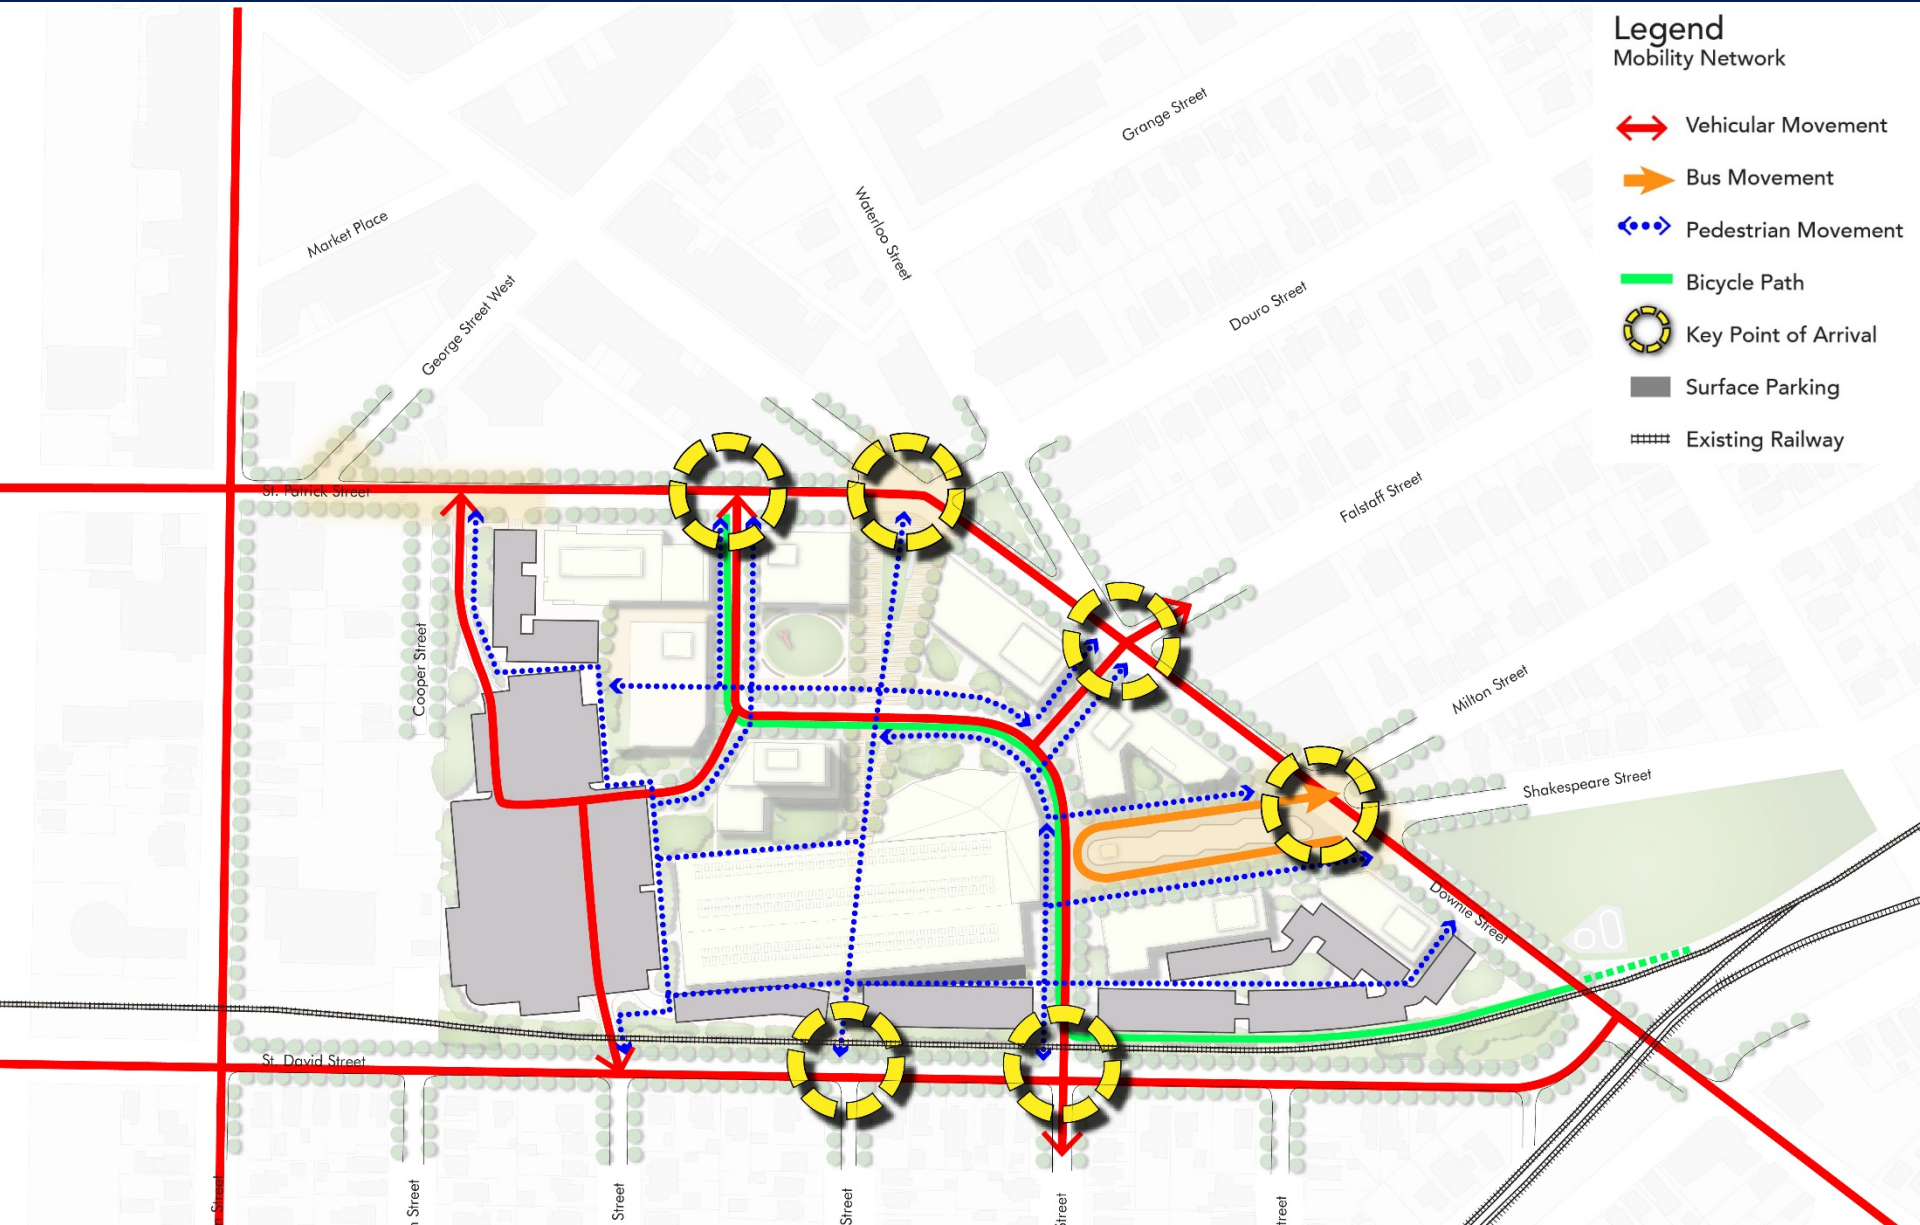 Legend
Mobility Network
Vehicular Movement
Bus Movement
Pedestrian Movement
Bicycle Path
Key Point of Arrival
Surface Parking
Existing Railway
Grange Street
Waterloo Street
Market Place
George Street West
Douro Street
Falstaff Street
St. Patrick Street
Cooper Street
Milton Street
Shakespeare Street
Downie Street
St. David Street
Street
Street
Street
Street
Street
treet